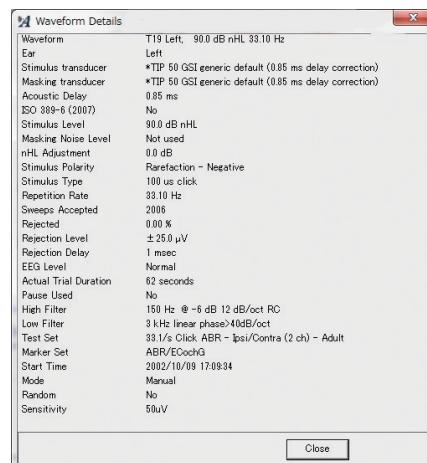 Waveform Details
Waveform T19 Left, 90.0 dB nHL 33.10 Hz
Ear Left
Stimulus transducer *TIP 50 GSI generic default (0.85 ms delay correction)
Masking transducer *TIP 50 GSI generic default (0.85 ms delay correction)
Acoustic Delay 0.85 ms
ISO 389-6 (2007) No
Stimulus Level 90.0 dB nHL
Masking Noise Level Not used
nHL Adjustment 0.0 dB
Stimulus Polarity Rarefaction - Negative
Stimulus Type 100 us click
Repetition Rate 33.10 Hz
Sweeps Accepted 2006
Rejected 0.00 %
Rejection Level ±25.0 µV
Rejection Delay 1 msec
EEG Level Normal
Actual Trial Duration 62 seconds
Pause Used No
High Filter 150 Hz @ -6 dB 12 dB/oct RC
Low Filter 3 kHz linear phase>40dB/oct
Test Set 33.1/s Click ABR - Ipsi/Contra (2 ch) - Adult
Marker Set ABR/ECochG
Start Time 2002/10/09 17:09:34
Mode Manual
Random No
Sensitivity 50uV
Close